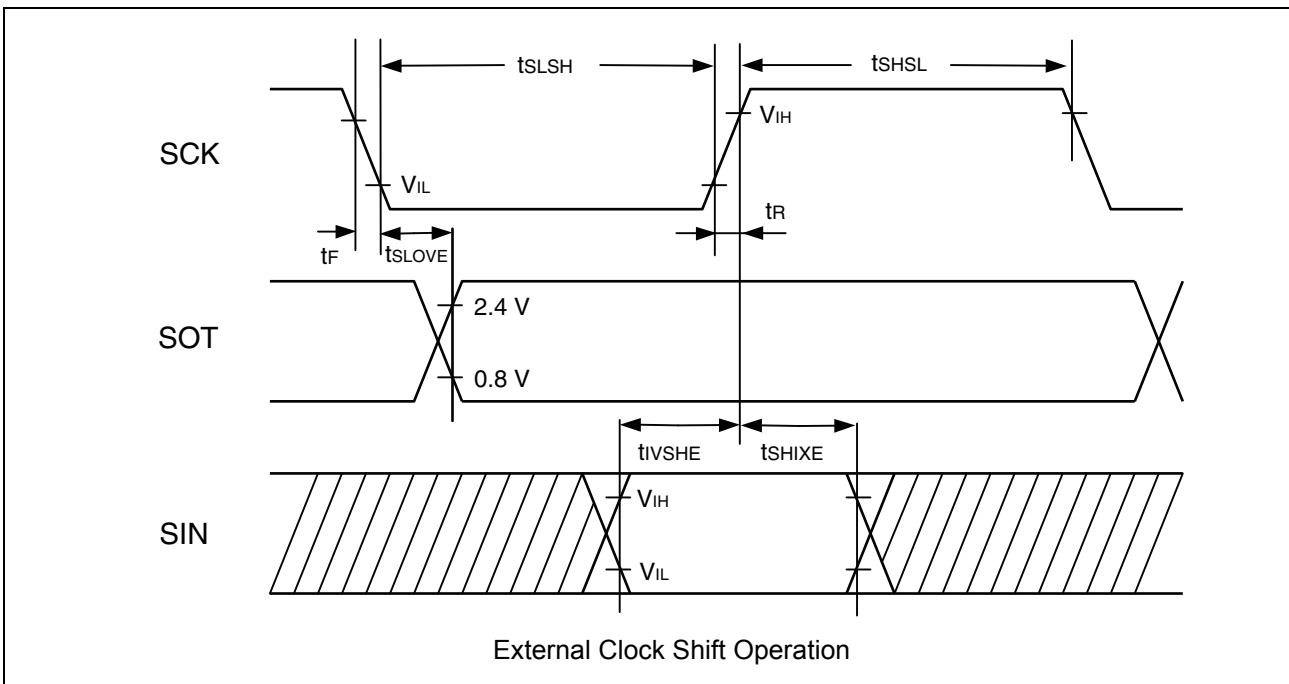 tSLSH
tSHSL
SCK
VIH
VIL
tR
tF
tSLOVE
SOT
2.4 V
0.8 V
tIVSHE
tSHIXE
SIN
VIH
VIL
External Clock Shift Operation